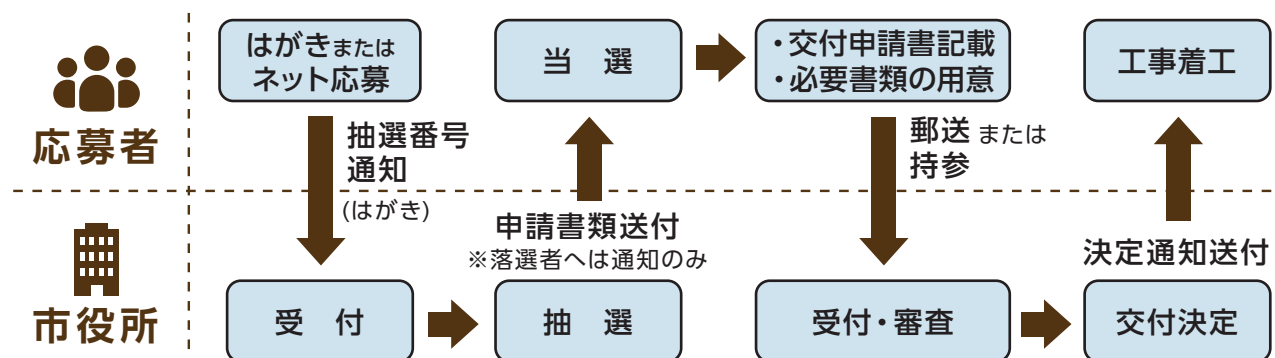 はがきまたは
ネット応募
当　選
・交付申請書記載
・必要書類の用意
工事着工
応募者
抽選番号
通知
(はがき)
郵送 または
持参
申請書類送付
※落選者へは通知のみ
決定通知送付
市役所
受　付
抽　選
受付・審査
交付決定